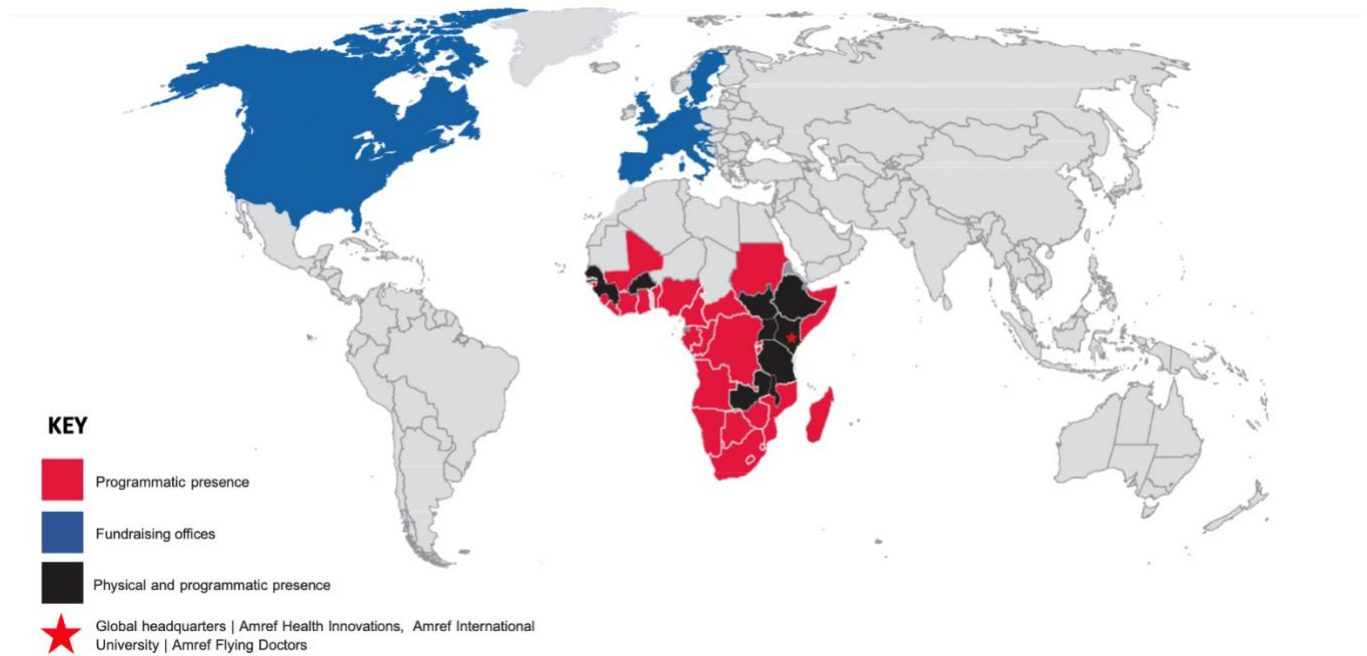 KEY
Programmatic presence
Fundraising offices
Physical and programmatic presence
Global headquarters | Amref Health Innovations, Amref International
University | Amref Flying Doctors